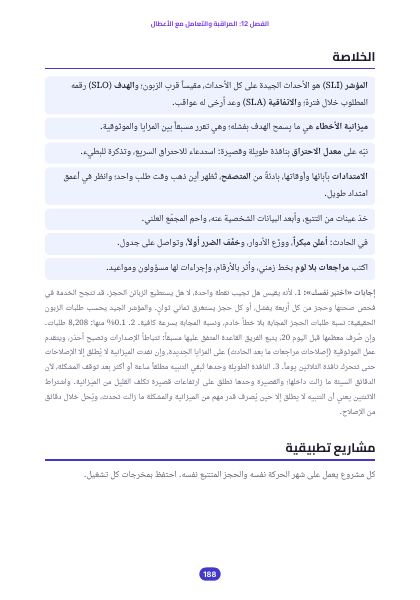 الفصل 12: المراقبة والتعامل مع الأعطال
الخلاصة
المؤشر (SLI) هو الأحداث الجيدة على كل الأحداث، مقيساً قرب الزبون؛ والهدف (SLO) رقمه
المطلوب خلال فترة؛ والاتفاقية (SLA) وعد أرخى له عواقب.
ميزانية الأخطاء هي ما يسمح الهدف بفشله؛ وهي تقرر مسبقاً بين المزايا والموثوقية.
نبّه على معدل الاحتراق بنافذة طويلة وقصيرة: استدعاء للاحتراق السريع، وتذكرة للبطيء.
الامتدادات بآبائها وأوقاتها، بادئةً من المتصفح، تُظهر أين ذهب وقت طلب واحد؛ وانظر في أعمق
امتداد طويل.
خذ عينات من التتبع، وأبعد البيانات الشخصية عنه، واحمِ المجمّع العلني.
في الحادث: أعلن مبكراً، ووزّع الأدوار، وخفّف الضرر أولاً، وتواصل على جدول.
اكتب مراجعات بلا لوم بخط زمني، وأثر بالأرقام، وإجراءات لها مسؤولون ومواعيد.
إجابات «اختبر نفسك»: 1. لأنه يقيس هل تجيب نقطة واحدة، لا هل يستطيع الزبائن الحجز. قد تنجح الخدمة في
فحص صحتها وحجز من كل أربعة يفشل، أو كل حجز يستغرق ثماني ثوانٍ. والمؤشر الجيد يحسب طلبات الزبون
الحقيقية: نسبة طلبات الحجز المجابة بلا خطأ خادم، ونسبة المجابة بسرعة كافية. 2. 0.1% منها: 8,208 طلبات.
وإن صُرف معظمها قبل اليوم 20، يتبع الفريق القاعدة المتفق عليها مسبقاً: تتباطأ الإصدارات وتصبح أحذر، ويتقدم
عمل الموثوقية (إصلاحات مراجعات ما بعد الحادث) على المزايا الجديدة، وإن نفدت الميزانية لا يُطلق إلا الإصلاحات
حتى تتحرك نافذة الثلاثين يوماً. 3. النافذة الطويلة وحدها تُبقي التنبيه مطلقاً ساعة أو أكثر بعد توقف المشكلة، لأن
الدقائق السيئة ما زالت داخلها؛ والقصيرة وحدها تطلق على ارتفاعات قصيرة تكلف القليل من الميزانية. واشتراط
الاثنتين يعني أن التنبيه لا يطلق إلا حين يُصرف قدر مهم من الميزانية والمشكلة ما زالت تحدث، ويُحل خلال دقائق
من الإصلاح.
مشاريع تطبيقية
كل مشروع يعمل على شهر الحركة نفسه والحجز المتتبع نفسه. احتفظ بمخرجات كل تشغيل.
188